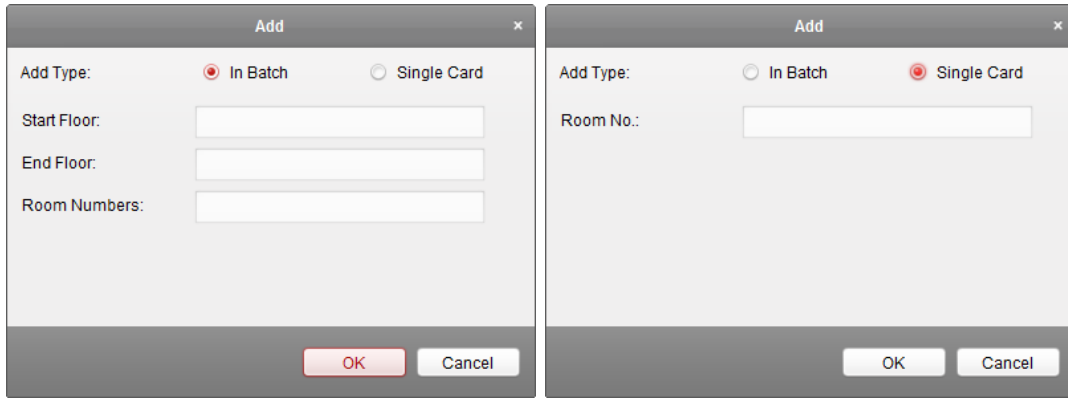 Add ×
Add Type: In Batch Single Card
Start Floor:
End Floor:
Room Numbers:
OK Cancel
Add ×
Add Type: In Batch Single Card
Room No.:
OK Cancel